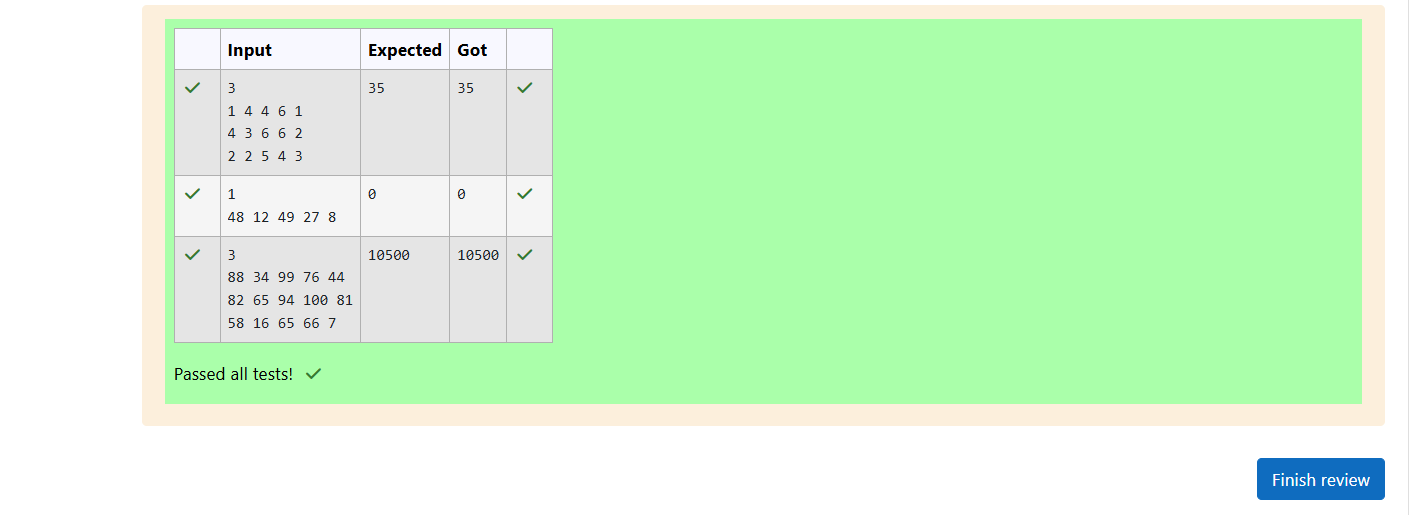 Input Expected Got
3 35 35
1 4 4 6 1
4 3 6 6 2
2 2 5 4 3
1 0 0
48 12 49 27 8
3 10500 10500
88 34 99 76 44
82 65 94 100 81
58 16 65 66 7
Passed all tests!
Finish review